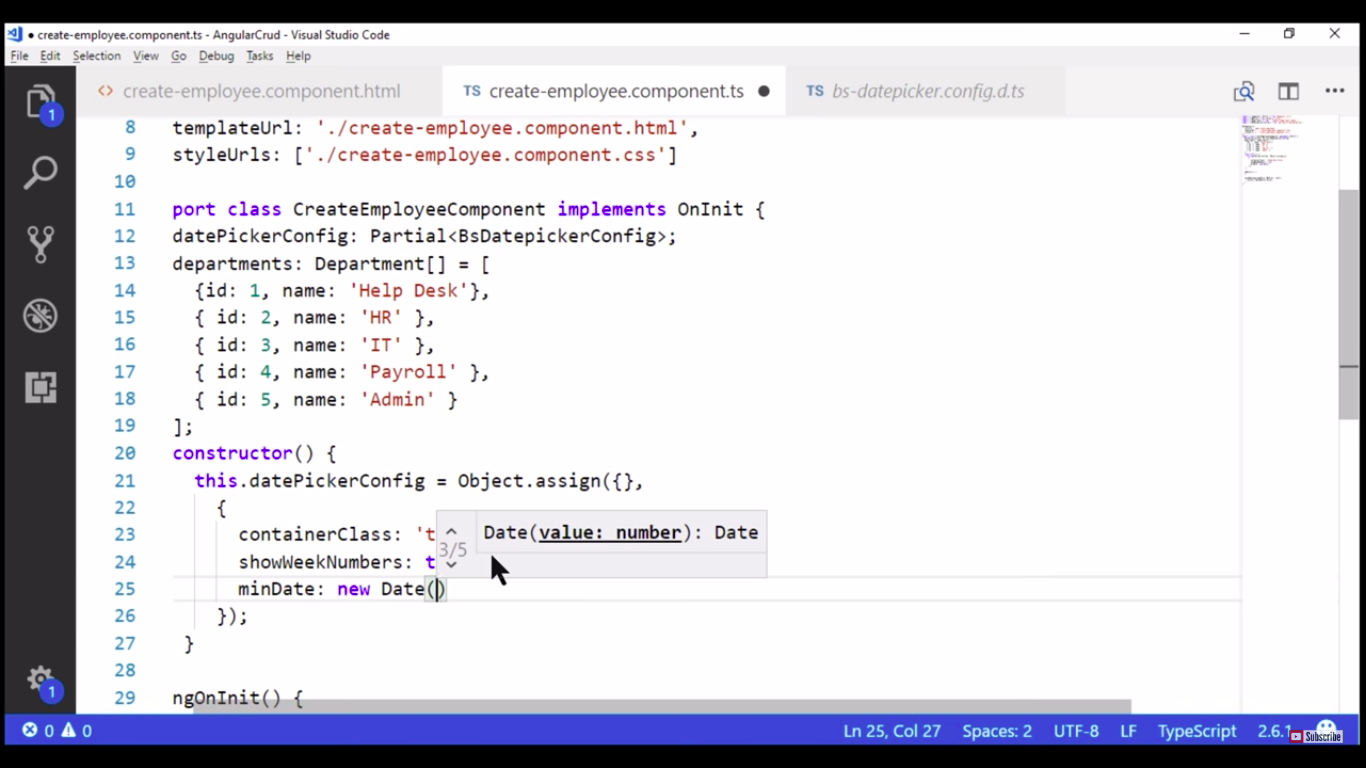 ● create-employee.component.ts - AngularCrud - Visual Studio Code
File Edit Selection View Go Debug Tasks Help
<> create-employee.component.html TS create-employee.component.ts ● TS bs-datepicker.config.d.ts
1
8 templateUrl: './create-employee.component.html',
9 styleUrls: ['./create-employee.component.css']
10
11 port class CreateEmployeeComponent implements OnInit {
12 datePickerConfig: Partial<BsDatepickerConfig>;
13 departments: Department[] = [
14 {id: 1, name: 'Help Desk'},
15 { id: 2, name: 'HR' },
16 { id: 3, name: 'IT' },
17 { id: 4, name: 'Payroll' },
18 { id: 5, name: 'Admin' }
19 ];
20 constructor() {
21 this.datePickerConfig = Object.assign({},
22 {
23 containerClass: 't
Date(value: number): Date
3/5
24 showWeekNumbers: t
25 minDate: new Date()
26 });
27 }
28
29 ngOnInit() {
1
0 0 Ln 25, Col 27 Spaces: 2 UTF-8 LF TypeScript 2.6.1
Subscribe